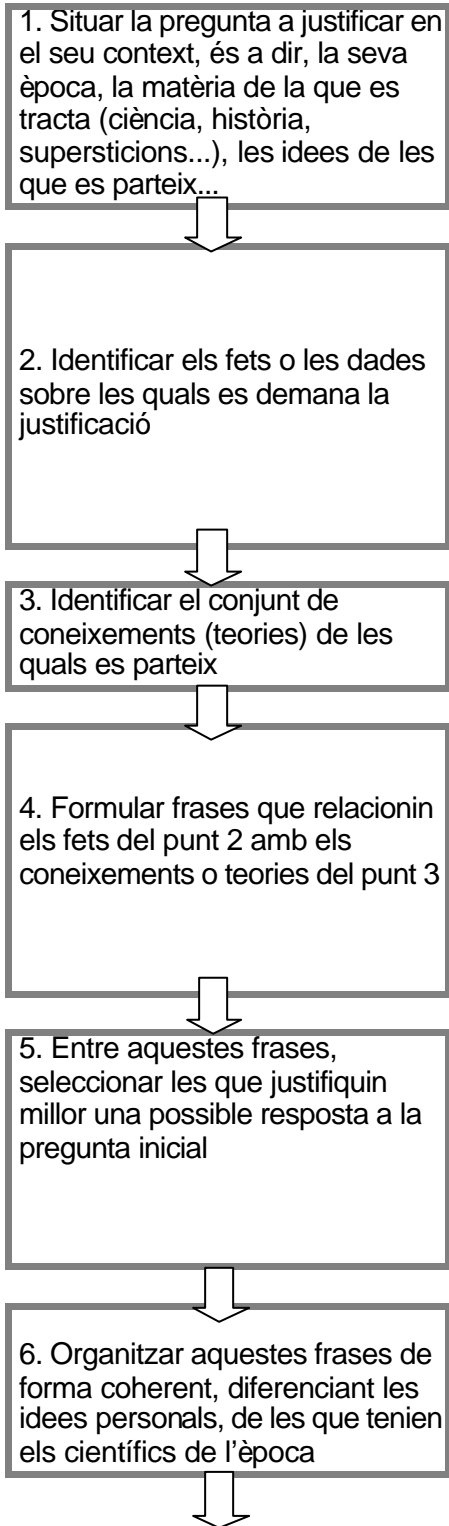 1. Situar la pregunta a justificar en
el seu context, és a dir, la seva
època, la matèria de la que es
tracta (ciència, història,
supersticions...), les idees de les
que es parteix...
2. Identificar els fets o les dades
sobre les quals es demana la
justificació
3. Identificar el conjunt de
coneixements (teories) de les
quals es parteix
4. Formular frases que relacionin
els fets del punt 2 amb els
coneixements o teories del punt 3
5. Entre aquestes frases,
seleccionar les que justifiquin
millor una possible resposta a la
pregunta inicial
6. Organitzar aquestes frases de
forma coherent, diferenciant les
idees personals, de les que tenien
els científics de l'època